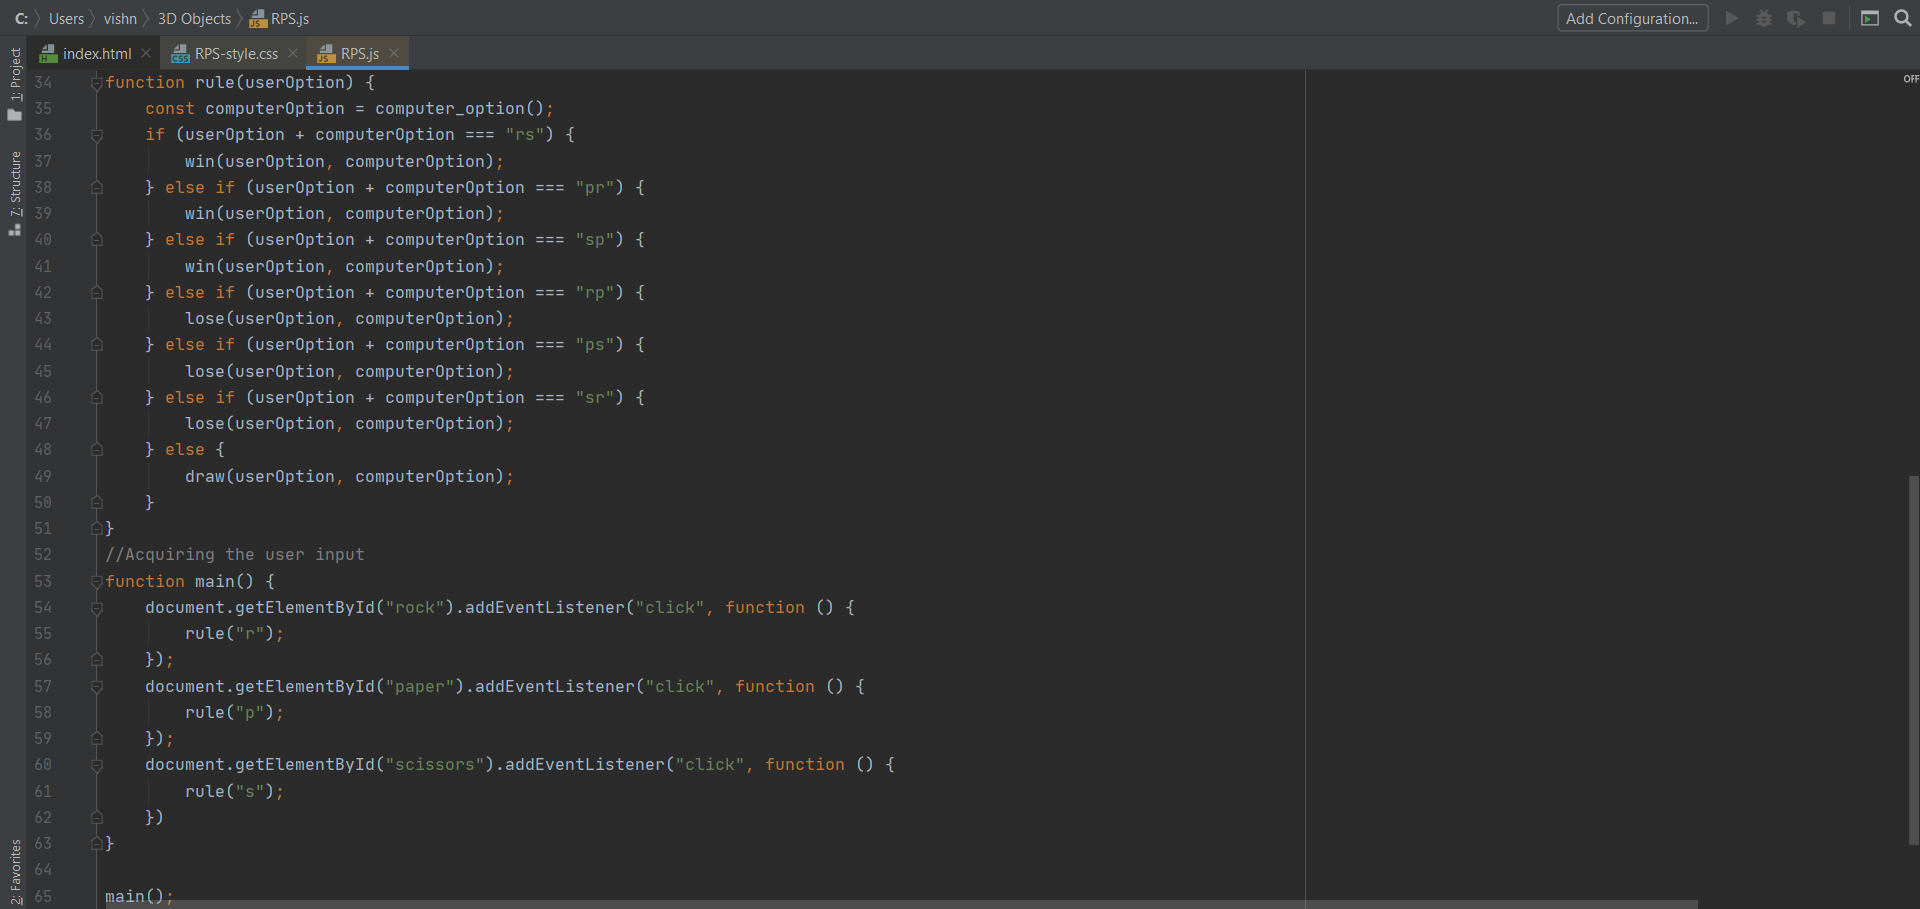 C: Users vishn 3D Objects RPS.js Add Configuration...
index.html RPS-style.css RPS.js
1: Project
7: Structure
2: Favorites
OFF
34 function rule(userOption) {
35     const computerOption = computer_option();
36     if (userOption + computerOption === "rs") {
37         win(userOption, computerOption);
38     } else if (userOption + computerOption === "pr") {
39         win(userOption, computerOption);
40     } else if (userOption + computerOption === "sp") {
41         win(userOption, computerOption);
42     } else if (userOption + computerOption === "rp") {
43         lose(userOption, computerOption);
44     } else if (userOption + computerOption === "ps") {
45         lose(userOption, computerOption);
46     } else if (userOption + computerOption === "sr") {
47         lose(userOption, computerOption);
48     } else {
49         draw(userOption, computerOption);
50     }
51 }
52 //Acquiring the user input
53 function main() {
54     document.getElementById("rock").addEventListener("click", function () {
55         rule("r");
56     });
57     document.getElementById("paper").addEventListener("click", function () {
58         rule("p");
59     });
60     document.getElementById("scissors").addEventListener("click", function () {
61         rule("s");
62     })
63 }
64
65 main();